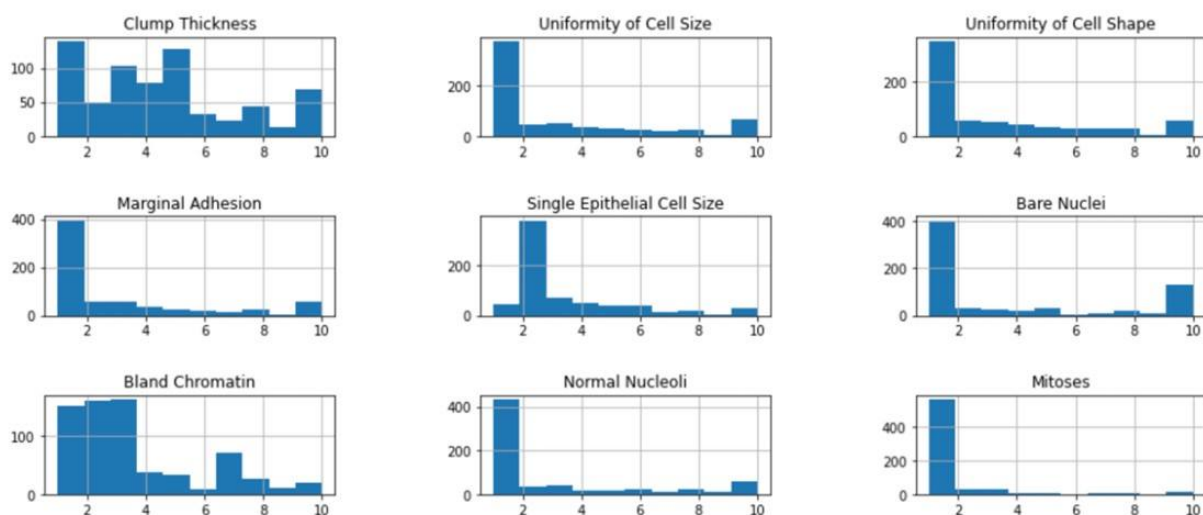 Clump Thickness
100
50
0
2 4 6 8 10
Uniformity of Cell Size
200
0
2 4 6 8 10
Uniformity of Cell Shape
200
0
2 4 6 8 10
Marginal Adhesion
400
200
0
2 4 6 8 10
Single Epithelial Cell Size
200
0
2 4 6 8 10
Bare Nuclei
400
200
0
2 4 6 8 10
Bland Chromatin
100
0
2 4 6 8 10
Normal Nucleoli
400
200
0
2 4 6 8 10
Mitoses
400
200
0
2 4 6 8 10